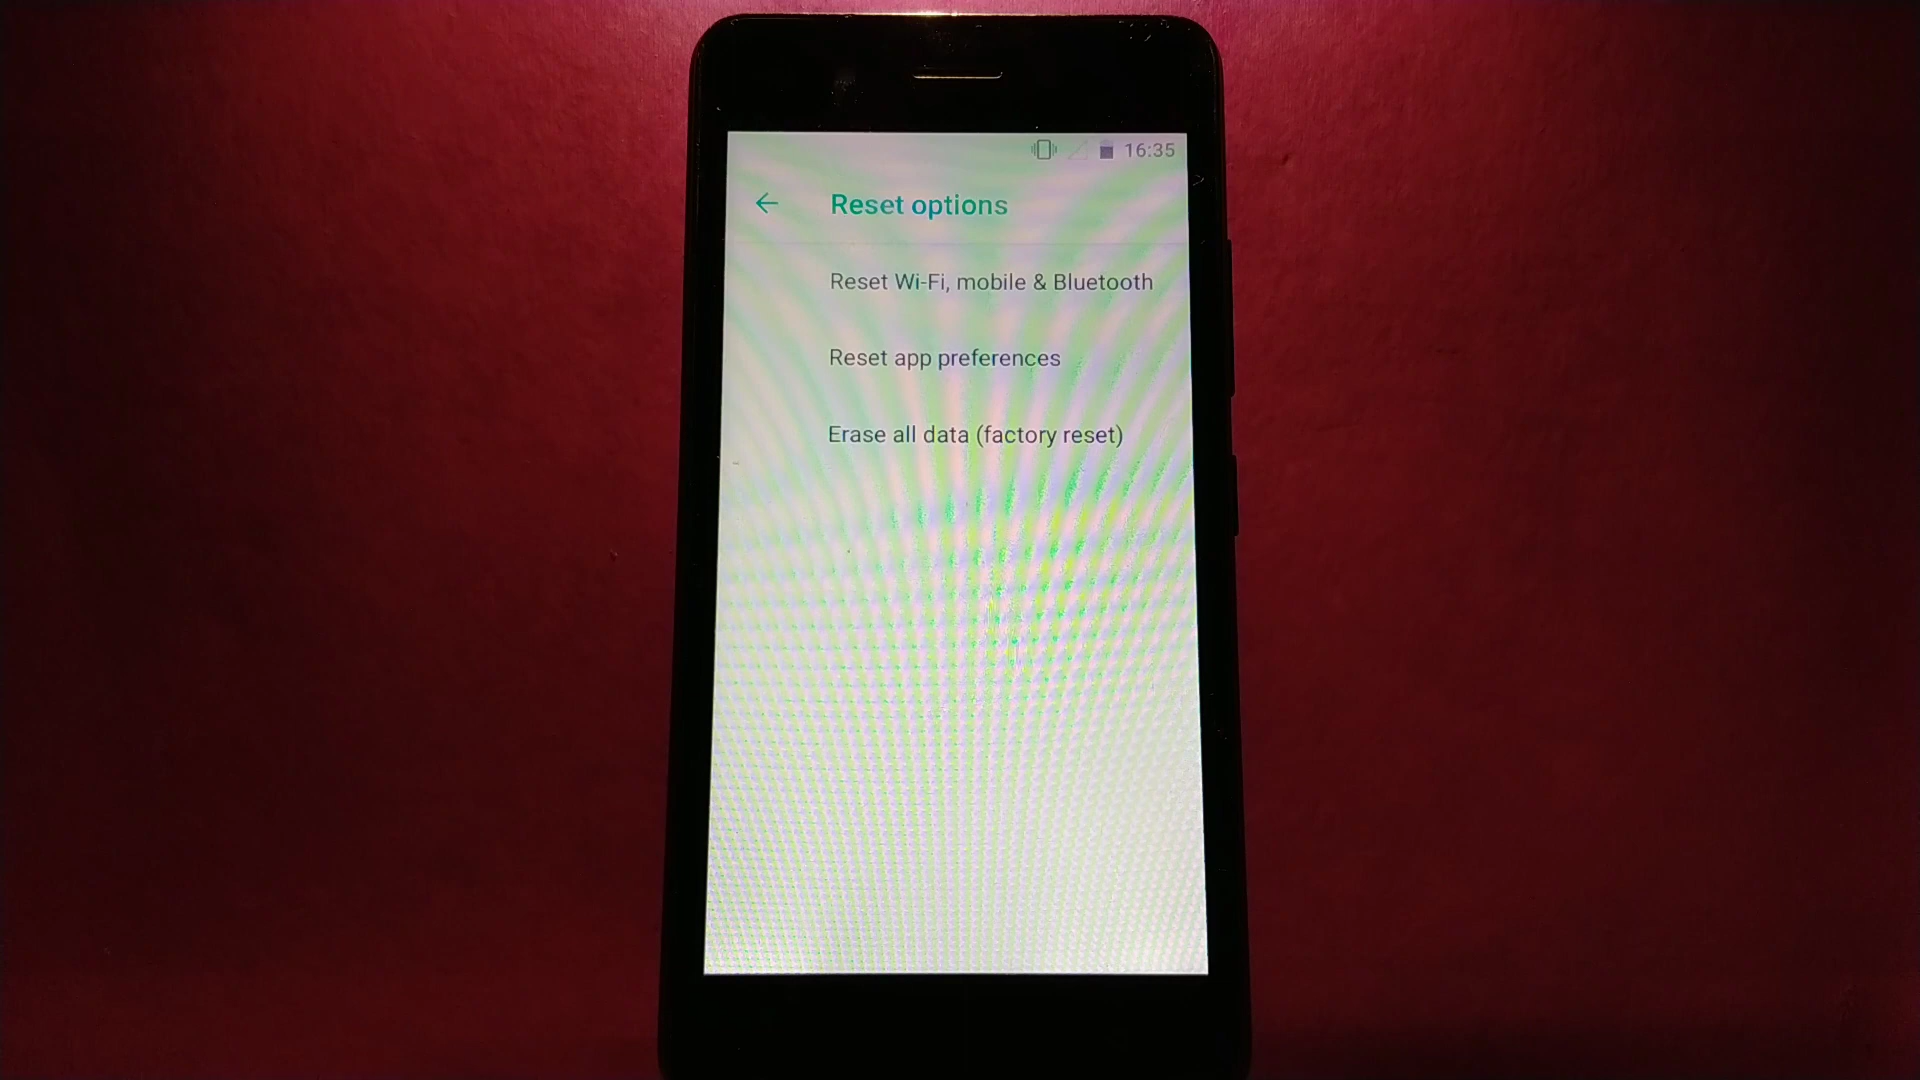 16:35
Reset options
Reset Wi-Fi, mobile & Bluetooth
Reset app preferences
Erase all data (factory reset)